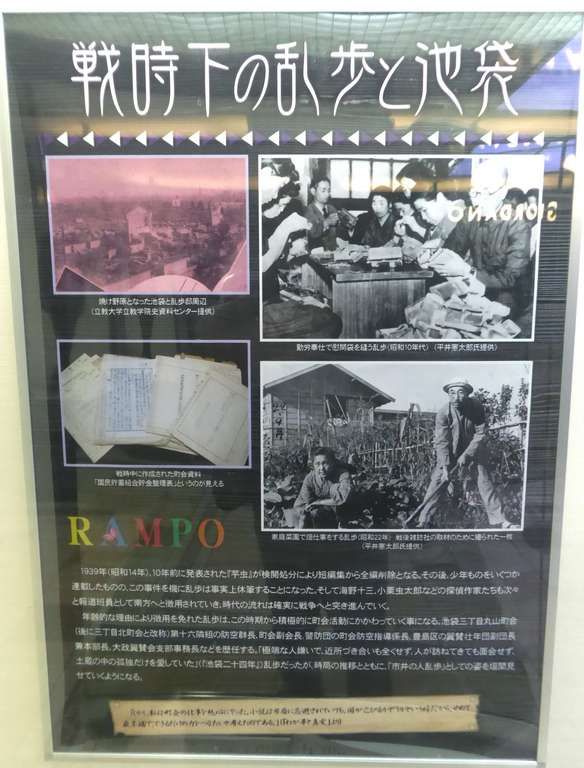 戦時下の乱歩と池袋
GIORDANO
焼け野原となった池袋と乱歩邸周辺
(立教大学立教学院史資料センター提供)
勤労奉仕で慰問袋を縫う乱歩(昭和10年代) (平井憲太郎氏提供)
戦時中に作成された町会資料
「国民貯蓄組合貯金整理表」というのが見える
家庭菜園で畑仕事をする乱歩(昭和22年) 戦後雑誌社の取材のために撮られた一枚
(平井憲太郎氏提供)
RAMPO
1939年(昭和14年)、10年前に発表された『芋虫』が検閲処分により短編集から全編削除となる。その後、少年ものをいくつか
連載したものの、この事件を機に乱歩は事実上休筆することになった。そして海野十三、小栗虫太郎などの探偵作家たちも次々
と報道班員として南方へと徴用されていき、時代の流れは確実に戦争へと突き進んでいく。
年齢的な理由により徴用を免れた乱歩は、この時期から積極的に町会活動にかかわっていく事になる。池袋三丁目丸山町会
(後に三丁目北町会と改称)第十六隣組の防空群長、町会副会長、警防団の町会防空指導係長、豊島区の翼賛壮年団副団長
兼本部長、大政翼賛会支部事務長などを歴任する。「極端な人嫌いで、近所づき合いも全くせず、人が訪ねてきても面会せず、
土蔵の中の孤独だけを愛していた」(『池袋二十四年』)乱歩だったが、時局の推移とともに、「市井の人乱歩」としての姿を垣間見
せていくようになる。